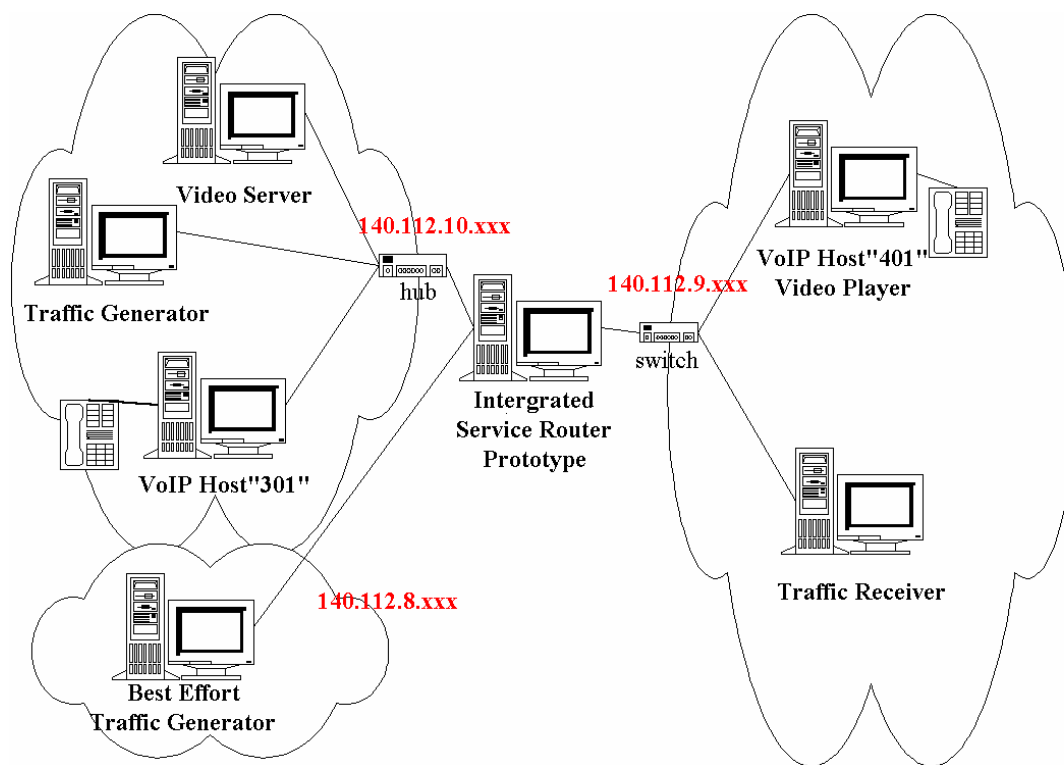 Video Server
140.112.10.xxx
hub
Traffic Generator
VoIP Host"301"
140.112.8.xxx
Best Effort
Traffic Generator
Intergrated
Service Router
Prototype
140.112.9.xxx
switch
VoIP Host"401"
Video Player
Traffic Receiver